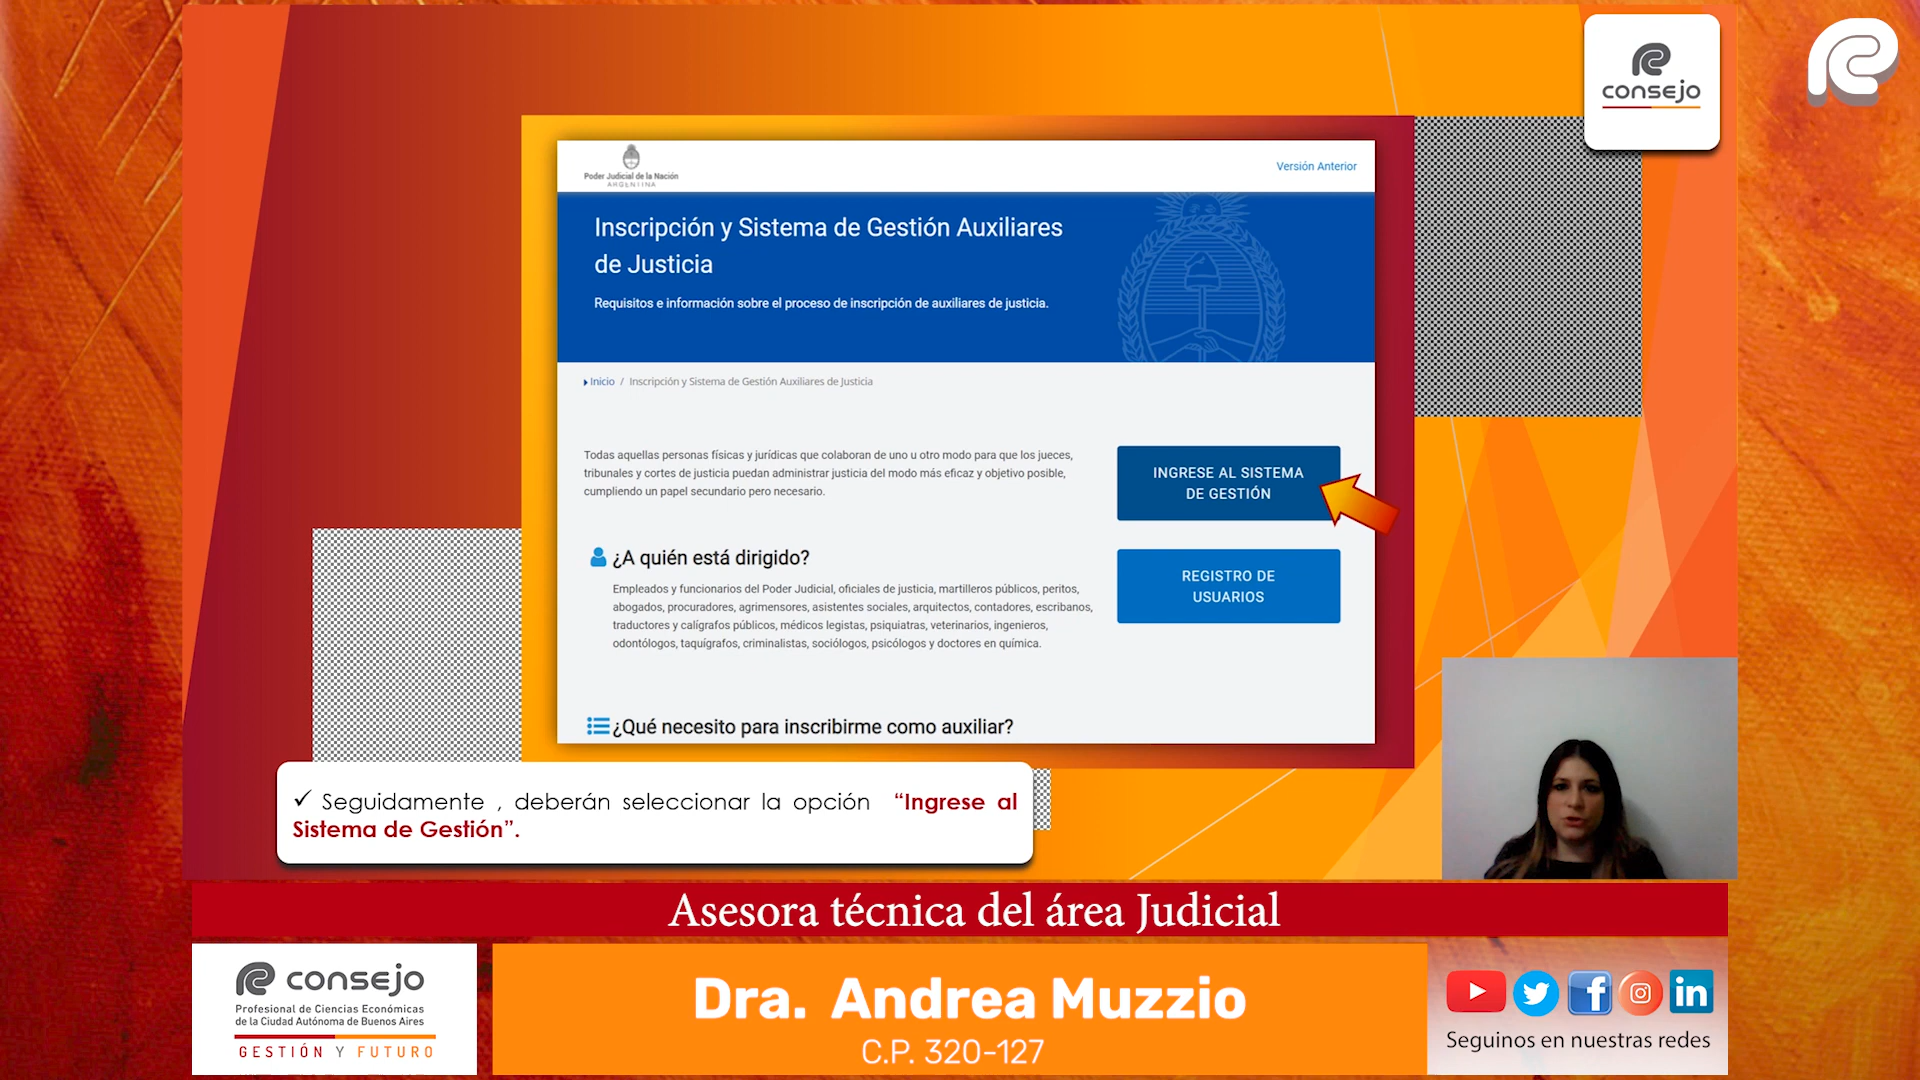 consejo
Poder Judicial de la Nación
ARGENTINA
Versión Anterior
Inscripción y Sistema de Gestión Auxiliares
de Justicia
Requisitos e información sobre el proceso de inscripción de auxiliares de justicia.
Inicio / Inscripción y Sistema de Gestión Auxiliares de Justicia
Todas aquellas personas físicas y jurídicas que colaboran de uno u otro modo para que los jueces,
tribunales y cortes de justicia puedan administrar justicia del modo más eficaz y objetivo posible,
cumpliendo un papel secundario pero necesario.
INGRESE AL SISTEMA
DE GESTIÓN
¿A quién está dirigido?
Empleados y funcionarios del Poder Judicial, oficiales de justicia, martilleros públicos, peritos,
abogados, procuradores, agrimensores, asistentes sociales, arquitectos, contadores, escribanos,
traductores y calígrafos públicos, médicos legistas, psiquiatras, veterinarios, ingenieros,
odontólogos, taquígrafos, criminalistas, sociólogos, psicólogos y doctores en química.
REGISTRO DE
USUARIOS
¿Qué necesito para inscribirme como auxiliar?
✓ Seguidamente , deberán seleccionar la opción “Ingrese al
Sistema de Gestión”.
Asesora técnica del área Judicial
consejo
Profesional de Ciencias Económicas
de la Ciudad Autónoma de Buenos Aires
GESTIÓN Y FUTURO
Dra. Andrea Muzzio
C.P. 320-127
Seguinos en nuestras redes